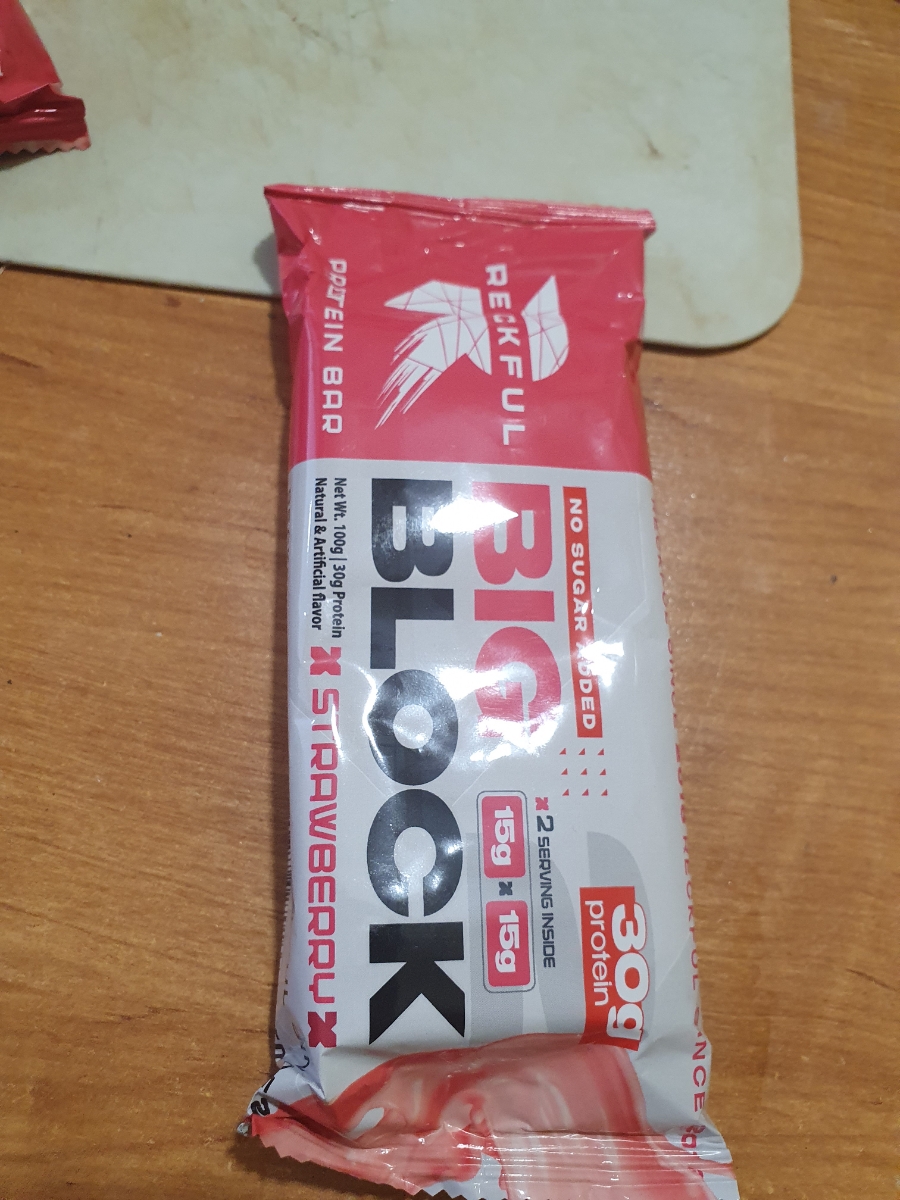 RECKFUL
PROTEIN BAR
NO SUGAR ADDED
BIG
BLOCK
Net Wt. 100g | 30g Protein
Natural & Artificial flavor
STRAWBERRY
2 SERVING INSIDE
15g x 15g
30g
protein